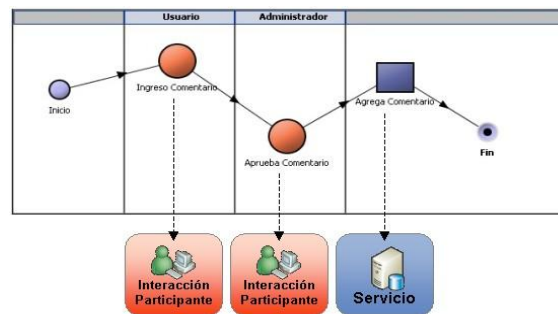 Usuario
Administrador
Inicio
Ingreso Comentario
Aprueba Comentario
Agrega Comentario
Fin
Interacción
Participante
Interacción
Participante
Servicio